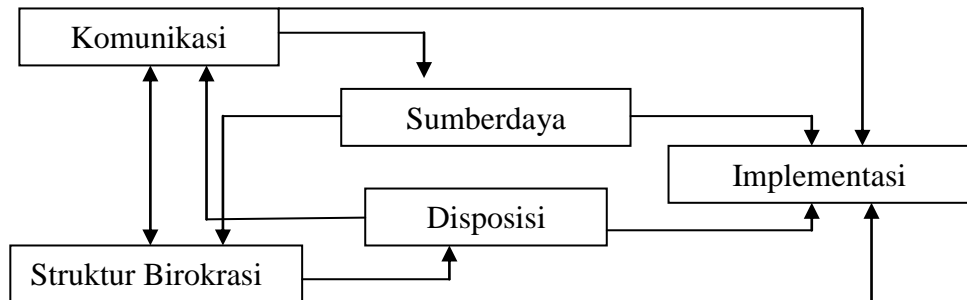 Komunikasi
Sumberdaya
Implementasi
Disposisi
Struktur Birokrasi